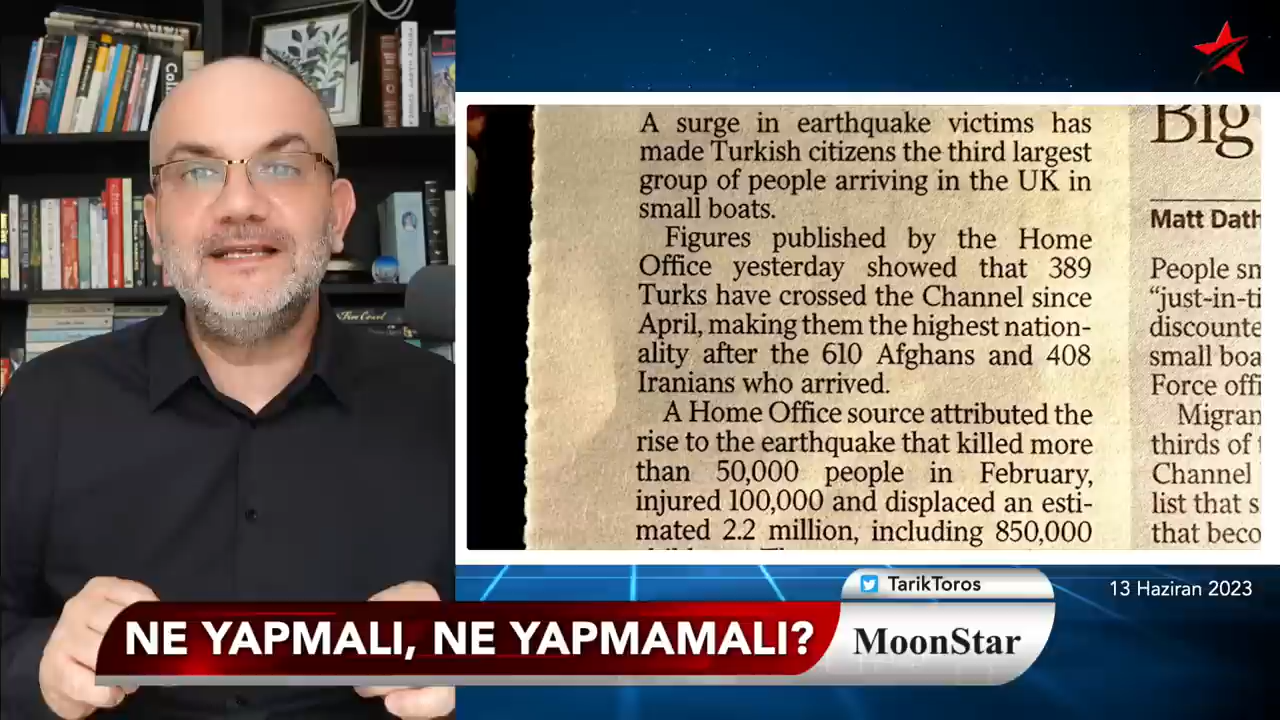 A surge in earthquake victims has
made Turkish citizens the third largest
group of people arriving in the UK in
small boats.
Figures published by the Home
Office yesterday showed that 389
Turks have crossed the Channel since
April, making them the highest nation-
ality after the 610 Afghans and 408
Iranians who arrived.
A Home Office source attributed the
rise to the earthquake that killed more
than 50,000 people in February,
injured 100,000 and displaced an esti-
mated 2.2 million, including 850,000
Big
Matt Dath
People sn
“just-in-ti
discounte
small boa
Force offi
Migran
thirds of
Channel
list that s
that beco
TarikToros
13 Haziran 2023
NE YAPMALI, NE YAPMAMALI?
MoonStar